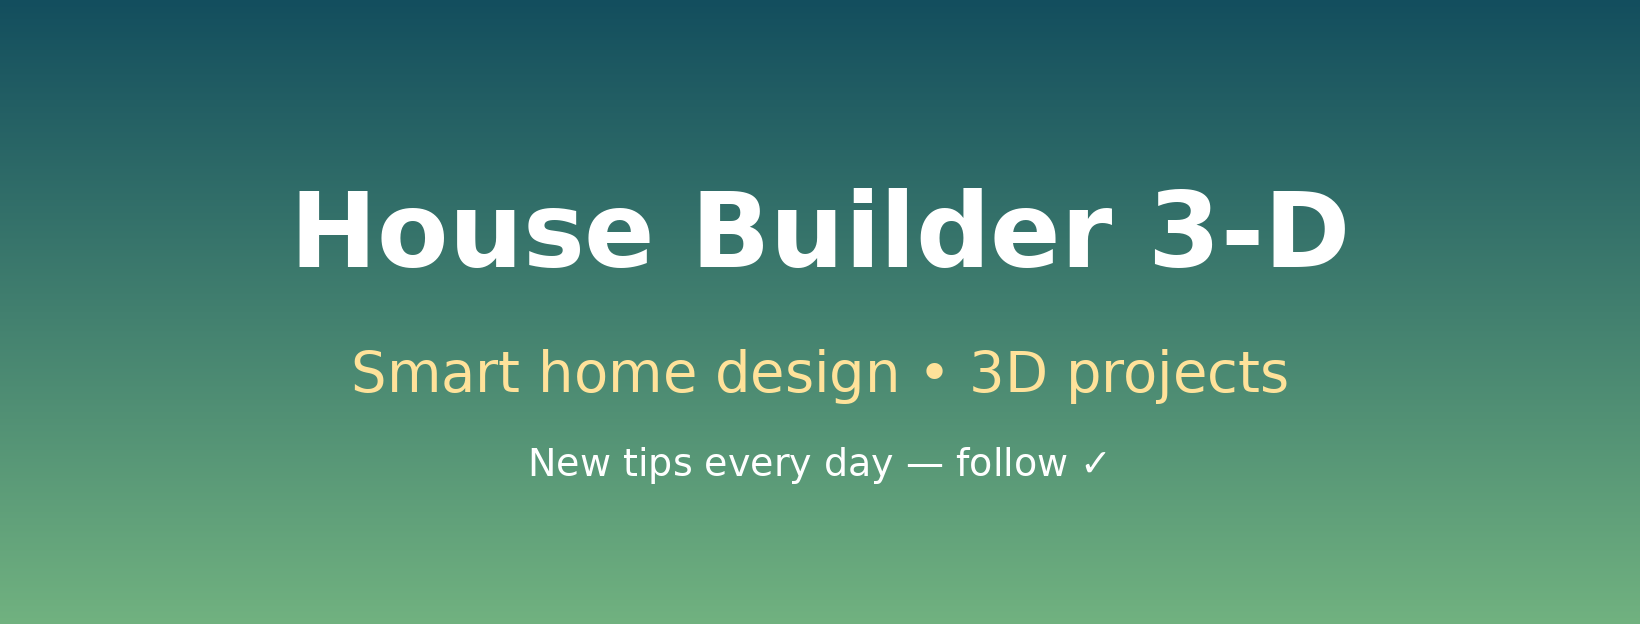 House Builder 3-D
Smart home design • 3D projects
New tips every day — follow ✓